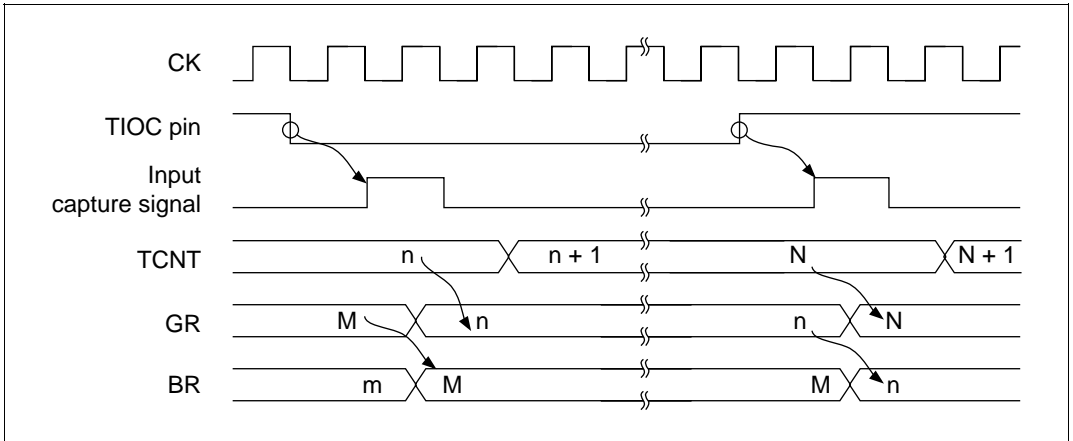 CK
TIOC pin
Input
capture signal
TCNT n n + 1 N N + 1
GR M n n N
BR m M M n